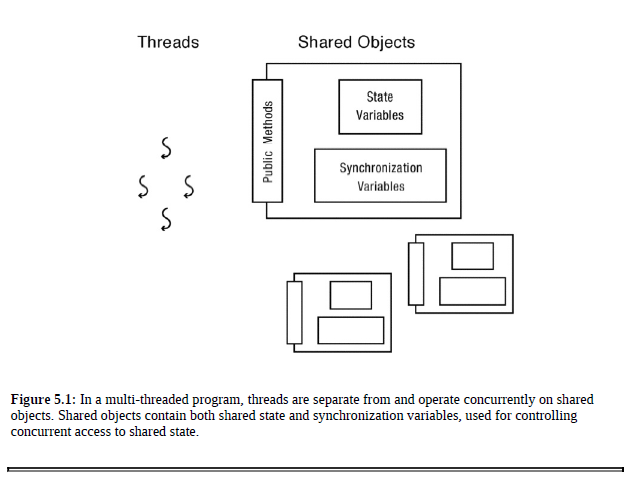 Threads
Shared Objects
Public Methods
State
Variables
Synchronization
Variables
Figure 5.1: In a multi-threaded program, threads are separate from and operate concurrently on shared
objects. Shared objects contain both shared state and synchronization variables, used for controlling
concurrent access to shared state.